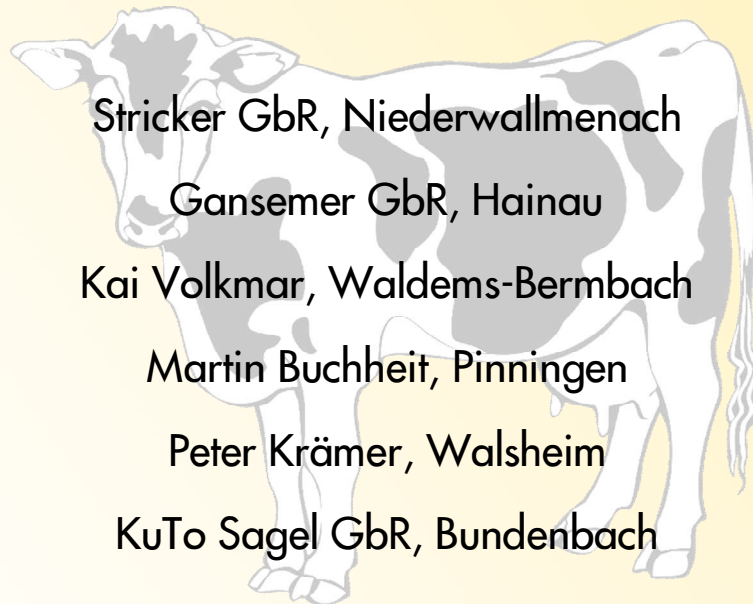 Stricker GbR, Niederwallmenach
Gansemer GbR, Hainau
Kai Volkmar, Waldems-Bermbach
Martin Buchheit, Pinningen
Peter Krämer, Walsheim
KuTo Sagel GbR, Bundenbach